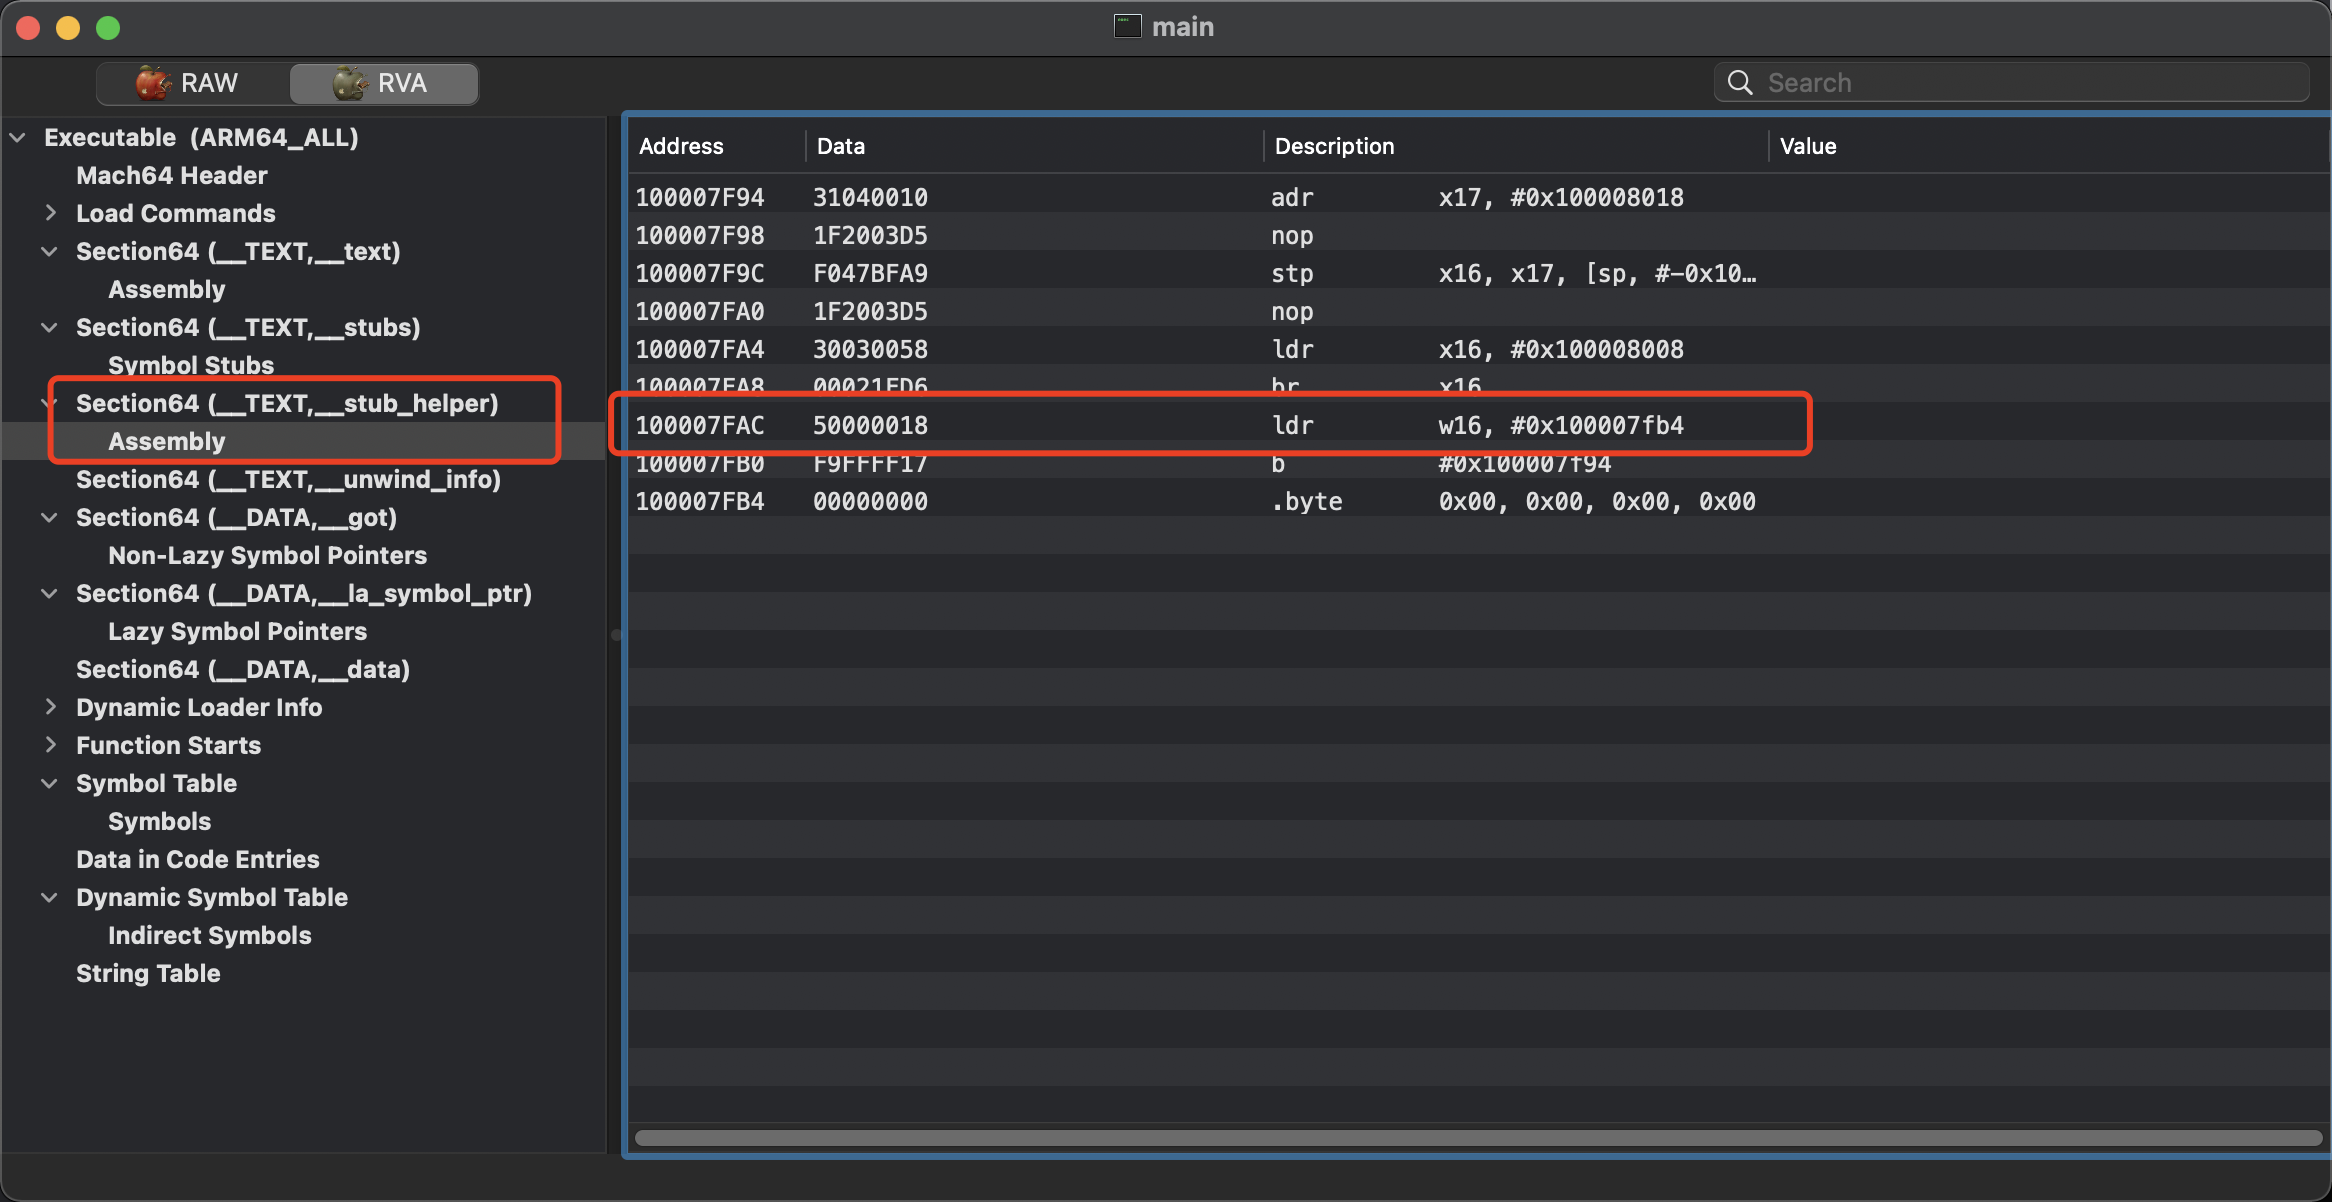 main
RAW RVA Search
Executable (ARM64_ALL)
Mach64 Header
Load Commands
Section64 (__TEXT,__text)
Assembly
Section64 (__TEXT,__stubs)
Symbol Stubs
Section64 (__TEXT,__stub_helper)
Assembly
Section64 (__TEXT,__unwind_info)
Section64 (__DATA,__got)
Non-Lazy Symbol Pointers
Section64 (__DATA,__la_symbol_ptr)
Lazy Symbol Pointers
Section64 (__DATA,__data)
Dynamic Loader Info
Function Starts
Symbol Table
Symbols
Data in Code Entries
Dynamic Symbol Table
Indirect Symbols
String Table
Address Data Description Value
100007F94 31040010 adr x17, #0x100008018
100007F98 1F2003D5 nop
100007F9C F047BFA9 stp x16, x17, [sp, #-0x10…
100007FA0 1F2003D5 nop
100007FA4 30030058 ldr x16, #0x100008008
100007FA8 00021FD6 br x16
100007FAC 50000018 ldr w16, #0x100007fb4
100007FB0 F9FFFF17 b #0x100007f94
100007FB4 00000000 .byte 0x00, 0x00, 0x00, 0x00